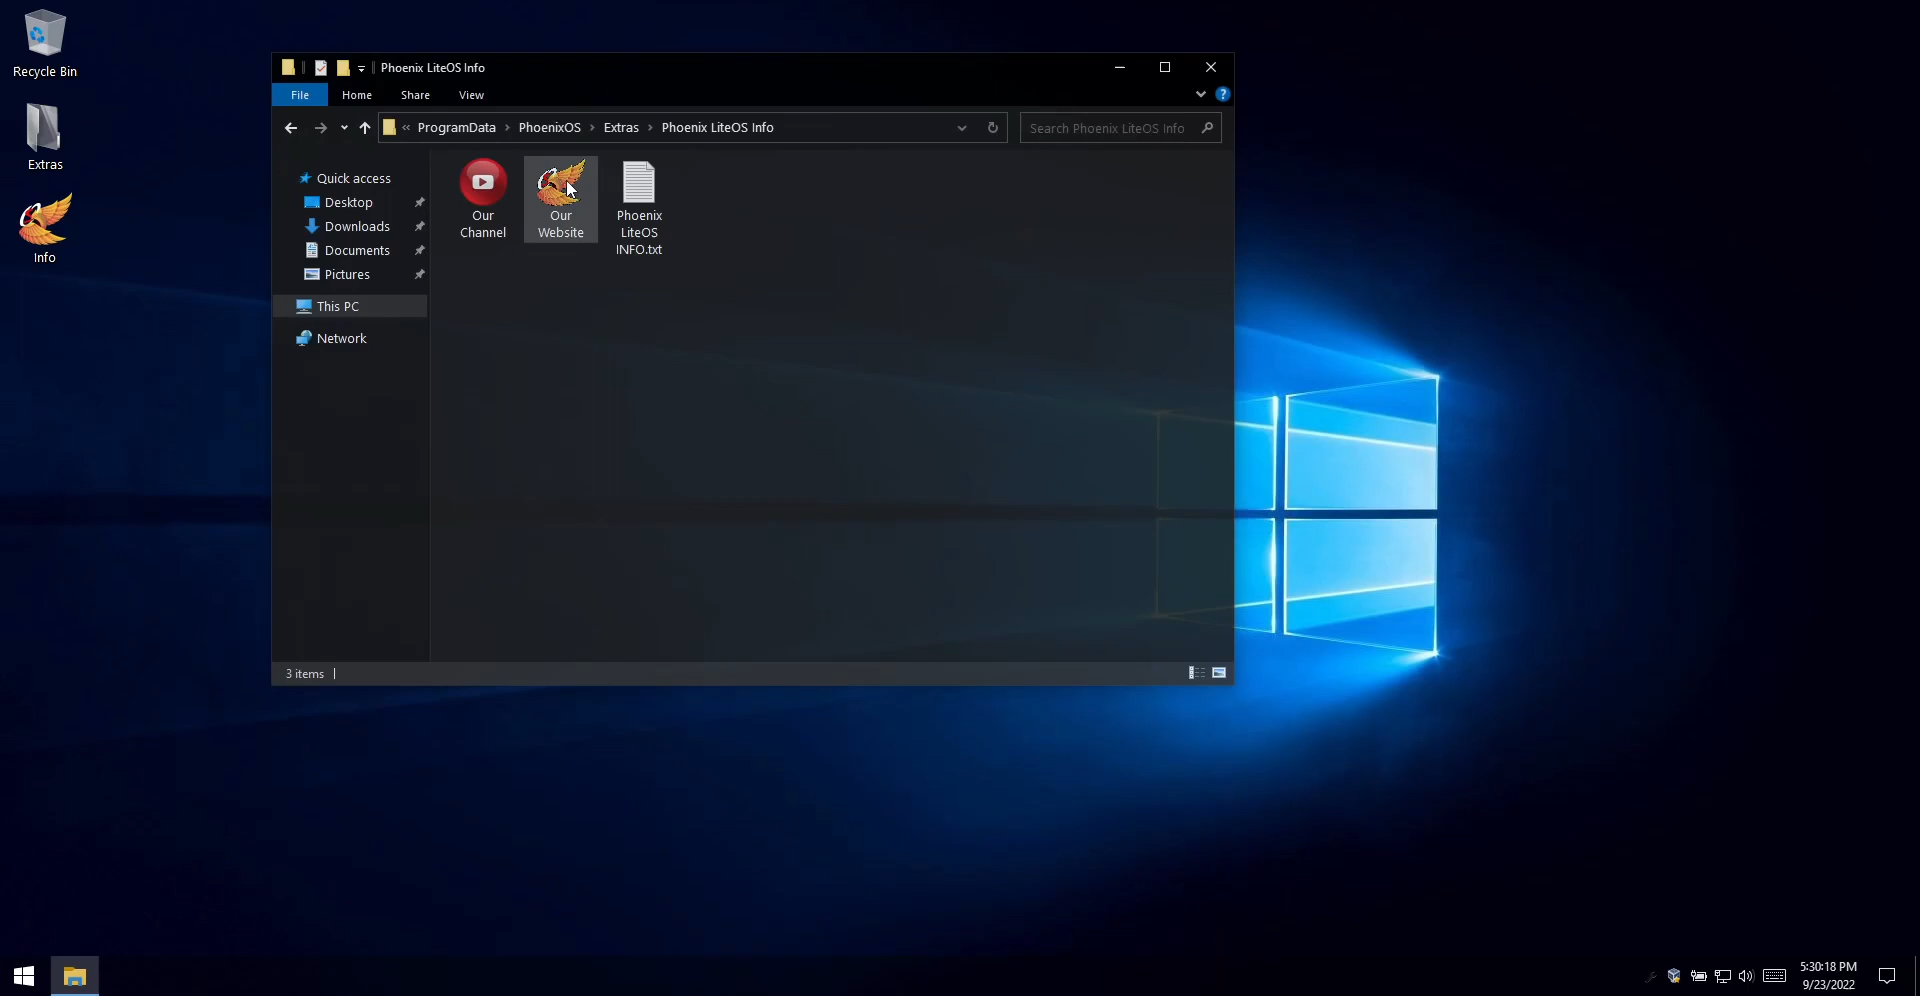 Recycle Bin
Extras
Info
Phoenix LiteOS Info
File Home Share View
« ProgramData > PhoenixOS > Extras > Phoenix LiteOS Info
Search Phoenix LiteOS Info
Quick access
Desktop
Downloads
Documents
Pictures
This PC
Network
Our
Channel
Our
Website
Phoenix
LiteOS
INFO.txt
3 items
5:30:18 PM
9/23/2022